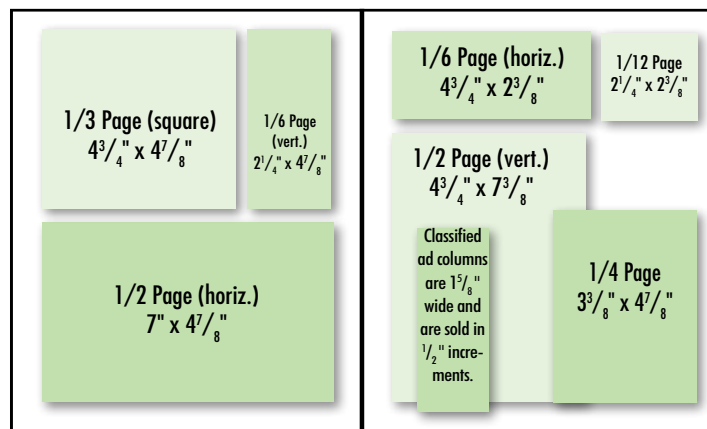 1/3 Page (square)
4³/₄" x 4⁷/₈"
1/6 Page
(vert.)
2¹/₄" x 4⁷/₈"
1/2 Page (horiz.)
7" x 4⁷/₈"
1/6 Page (horiz.)
4³/₄" x 2³/₈"
1/12 Page
2¹/₄" x 2³/₈"
1/2 Page (vert.)
4³/₄" x 7³/₈"
Classified
ad columns
are 1⁵/₈"
wide and
are sold in
¹/₂" incre-
ments.
1/4 Page
3³/₈" x 4⁷/₈"